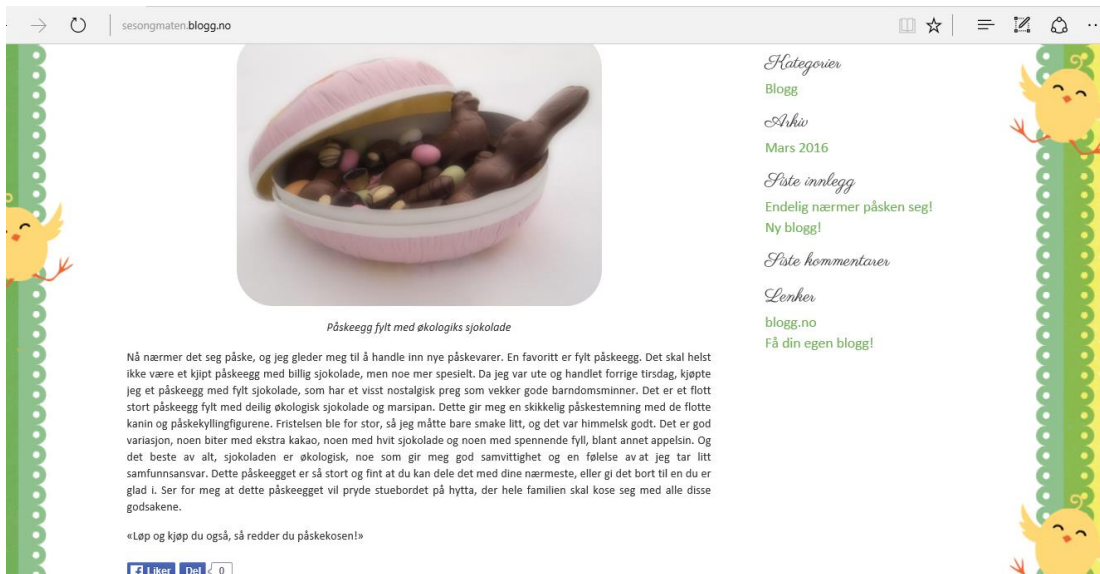 sesongmaten.blogg.no
Påskeegg fylt med økologiks sjokolade
Nå nærmer det seg påske, og jeg gleder meg til å handle inn nye påskevarer. En favoritt er fylt påskeegg. Det skal helst
ikke være et kjipt påskeegg med billig sjokolade, men noe mer spesielt. Da jeg var ute og handlet forrige tirsdag, kjøpte
jeg et påskeegg med fylt sjokolade, som har et visst nostalgisk preg som vekker gode barndomsminner. Det er et flott
stort påskeegg fylt med deilig økologisk sjokolade og marsipan. Dette gir meg en skikkelig påskestemning med de flotte
kanin og påskekyllingfigurene. Fristelsen ble for stor, så jeg måtte bare smake litt, og det var himmelsk godt. Det er god
variasjon, noen biter med ekstra kakao, noen med hvit sjokolade og noen med spennende fyll, blant annet appelsin. Og
det beste av alt, sjokoladen er økologisk, noe som gir meg god samvittighet og en følelse av at jeg tar litt
samfunnsansvar. Dette påskeegget er så stort og fint at du kan dele det med dine nærmeste, eller gi det bort til en du er
glad i. Ser for meg at dette påskeegget vil pryde stuebordet på hytta, der hele familien skal kose seg med alle disse
godsakene.
«Løp og kjøp du også, så redder du påskekosen!»
Liker Del 0
Kategorier
Blogg
Arkiv
Mars 2016
Siste innlegg
Endelig nærmer påsken seg!
Ny blogg!
Siste kommentarer
Lenker
blogg.no
Få din egen blogg!